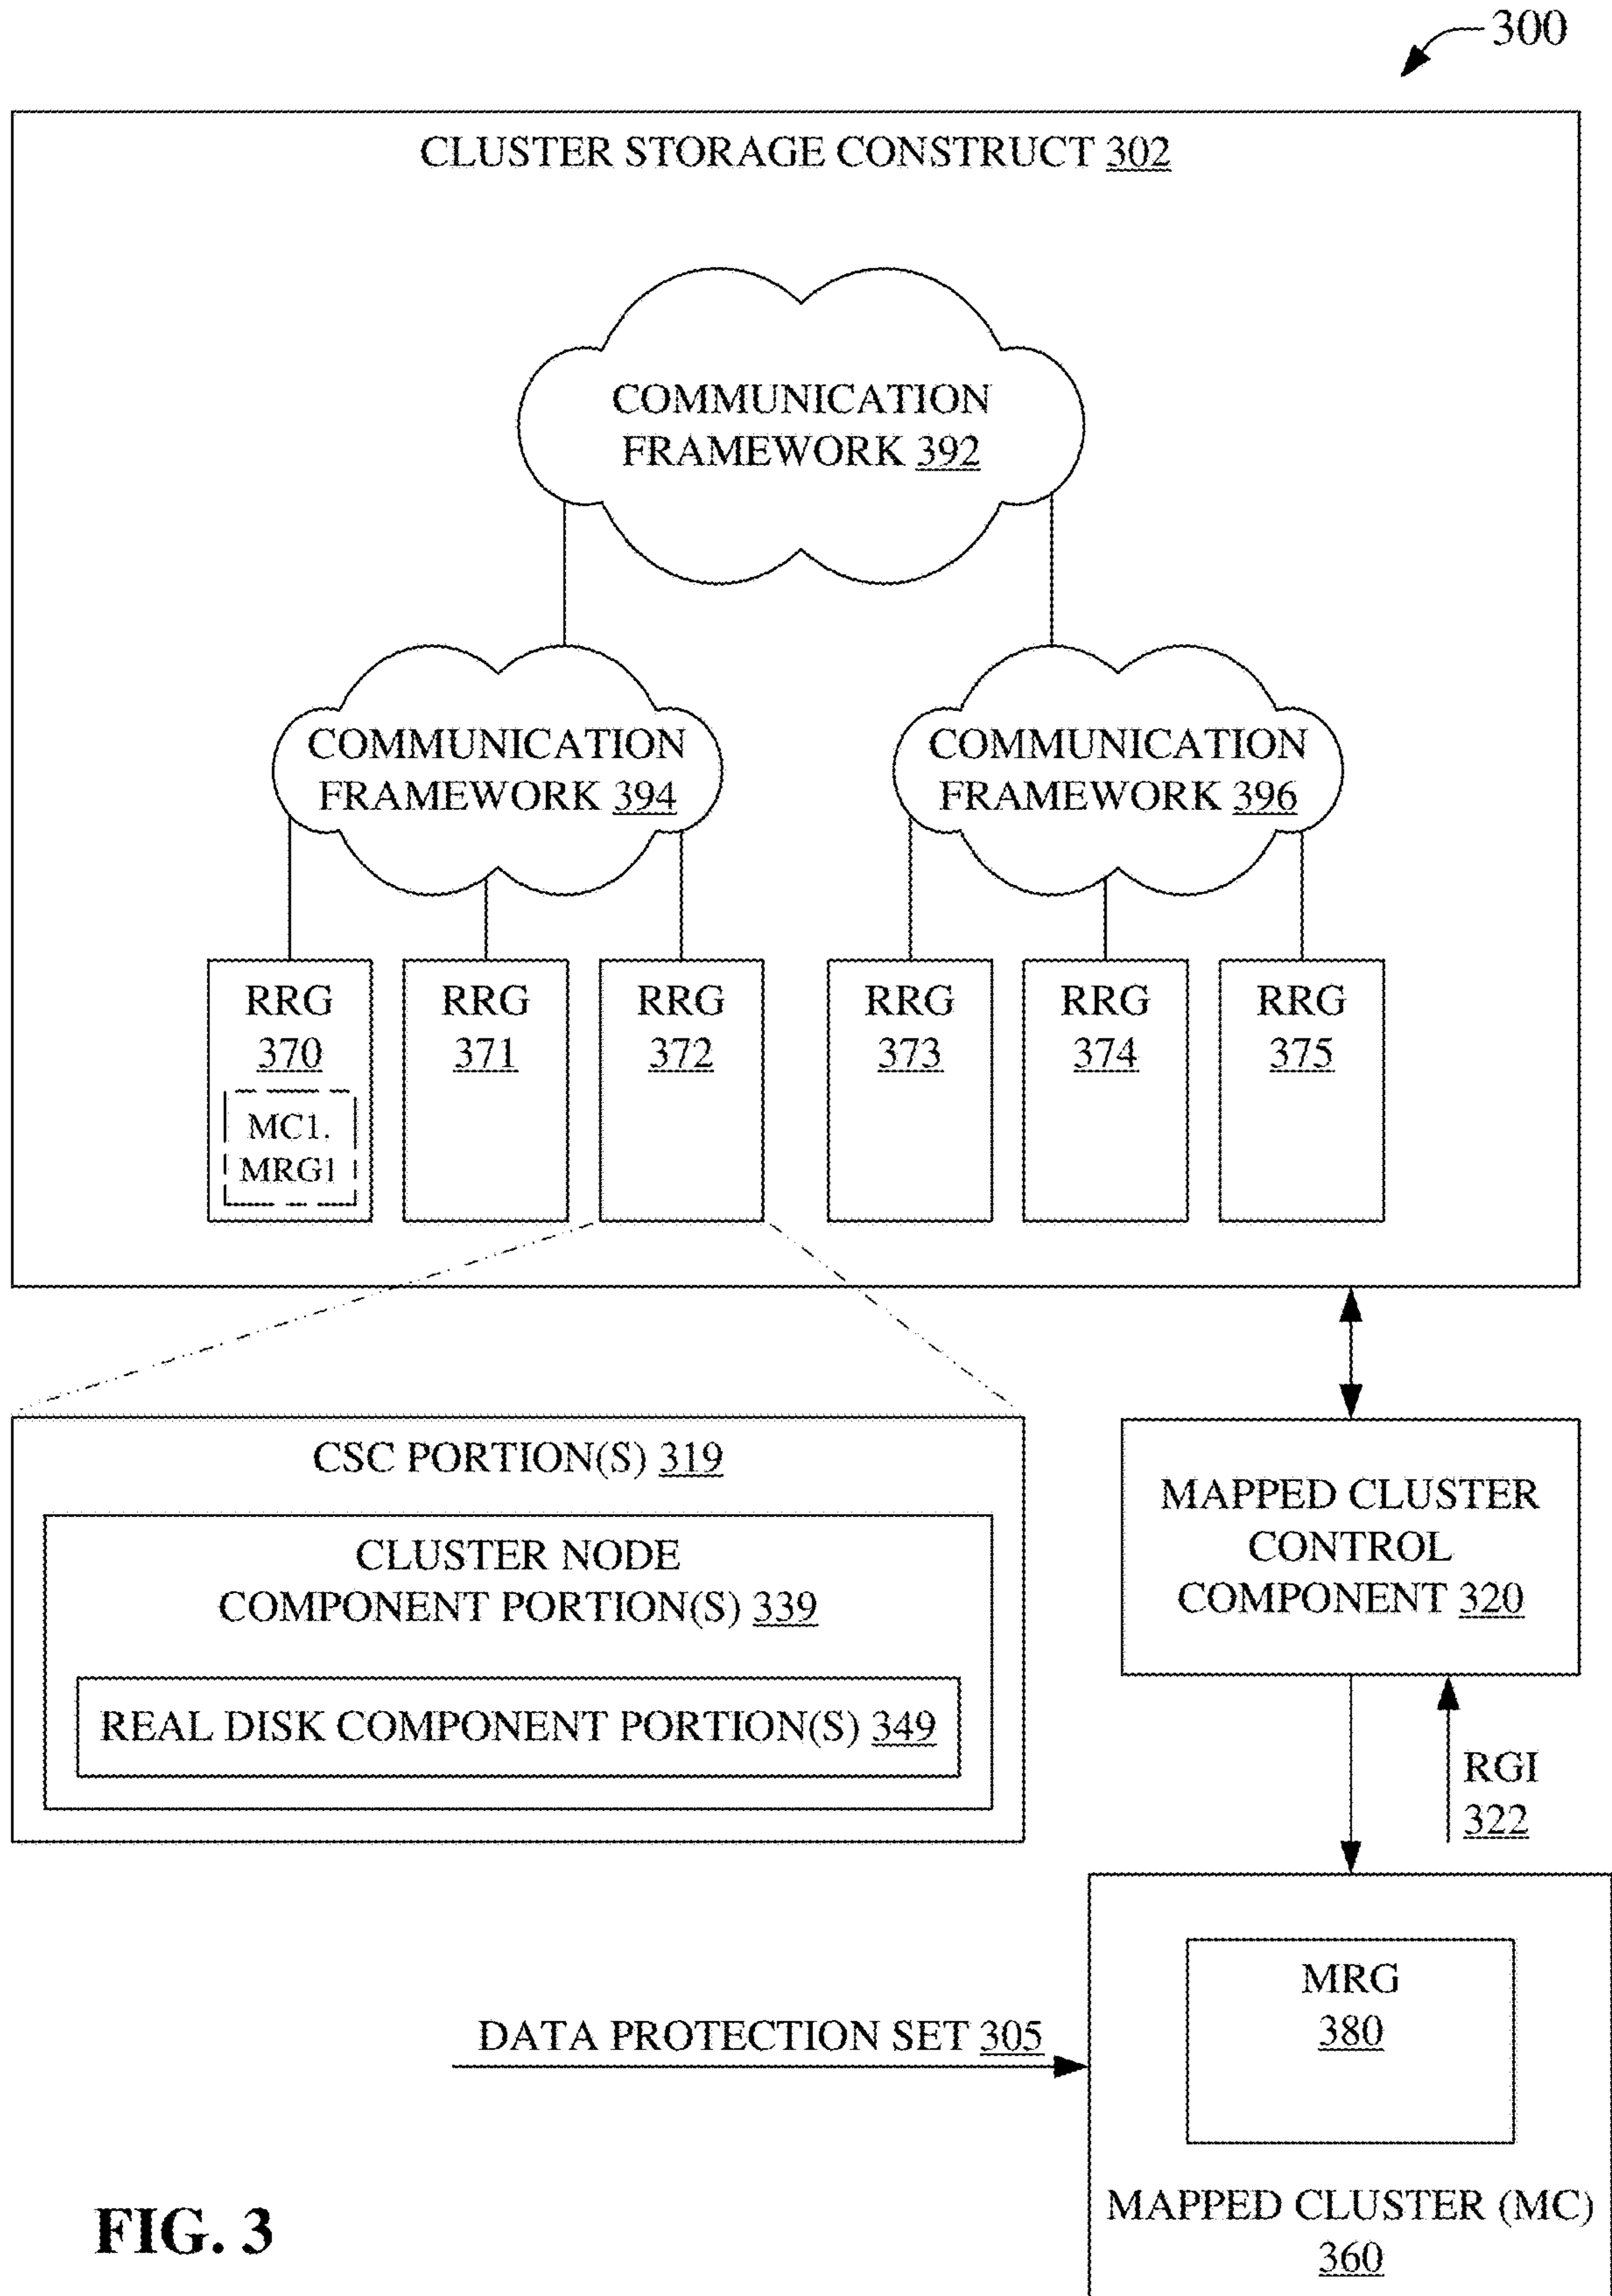 300
CLUSTER STORAGE CONSTRUCT 302
COMMUNICATION
FRAMEWORK 392
COMMUNICATION
FRAMEWORK 394
COMMUNICATION
FRAMEWORK 396
RRG
370
MC1.
MRG1
RRG
371
RRG
372
RRG
373
RRG
374
RRG
375
CSC PORTION(S) 319
CLUSTER NODE
COMPONENT PORTION(S) 339
REAL DISK COMPONENT PORTION(S) 349
MAPPED CLUSTER
CONTROL
COMPONENT 320
RGI
322
DATA PROTECTION SET 305
MRG
380
MAPPED CLUSTER (MC)
360
FIG. 3